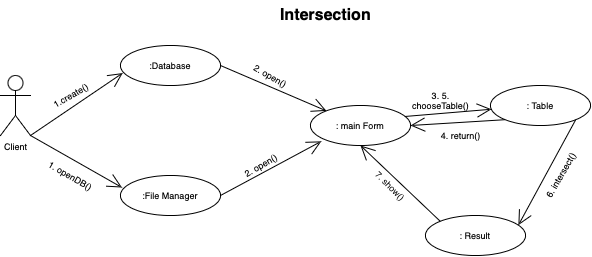 Intersection
:Database
2. open()
1.create()
3. 5.
chooseTable()
: Table
: main Form
4. return()
Client
1. openDB()
2. open()
:File Manager
7. show()
6. intersect()
: Result